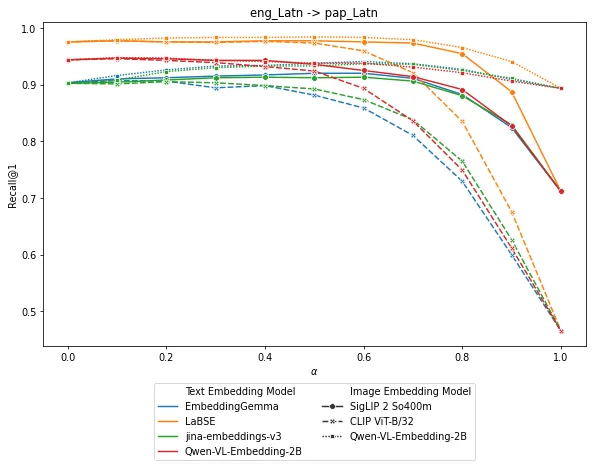 eng_Latn -> pap_Latn
1.0
0.9
0.8
0.7
0.6
0.5
Recall@1
0.0 0.2 0.4 0.6 0.8 1.0
α
Text Embedding Model Image Embedding Model
EmbeddingGemma SigLIP 2 So400m
LaBSE CLIP ViT-B/32
jina-embeddings-v3 Qwen-VL-Embedding-2B
Qwen-VL-Embedding-2B